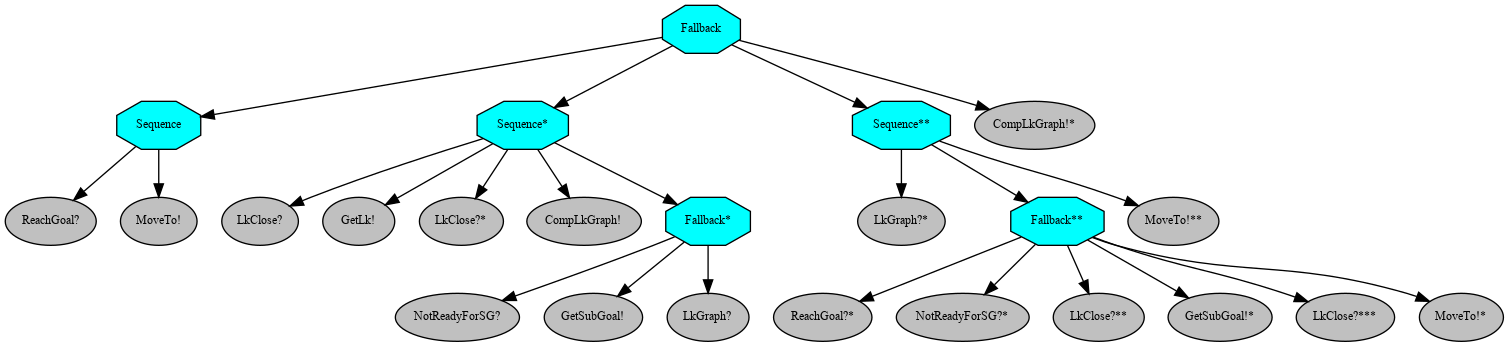 Fallback
Sequence
Sequence*
Sequence**
CompLkGraph!*
ReachGoal?
MoveTo!
LkClose?
GetLk!
LkClose?*
CompLkGraph!
Fallback*
LkGraph?*
Fallback**
MoveTo!**
NotReadyForSG?
GetSubGoal!
LkGraph?
ReachGoal?*
NotReadyForSG?*
LkClose?**
GetSubGoal!*
LkClose?***
MoveTo!*